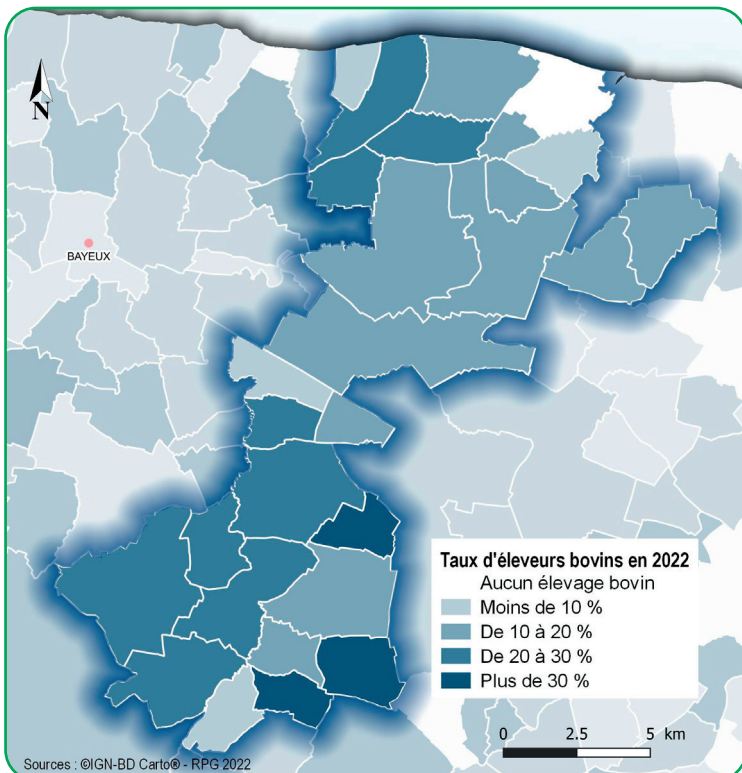 N
BAYEUX
Taux d'éleveurs bovins en 2022
Aucun élevage bovin
Moins de 10 %
De 10 à 20 %
De 20 à 30 %
Plus de 30 %
0 2.5 5 km
Sources : ©IGN-BD Carto® - RPG 2022